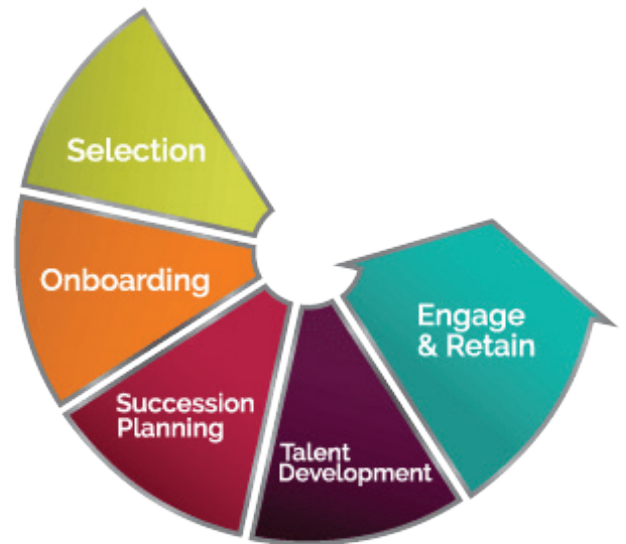 Selection
Onboarding
Succession
Planning
Talent
Development
Engage
& Retain